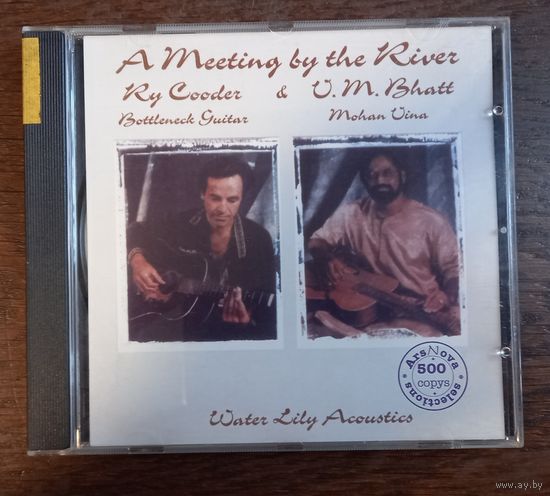 A Meeting by the River
Ry Cooder & V. M. Bhatt
Bottleneck Guitar Mohan Vina
ArsNova
500
copys
selections
Water Lily Acoustics
www.ay.by